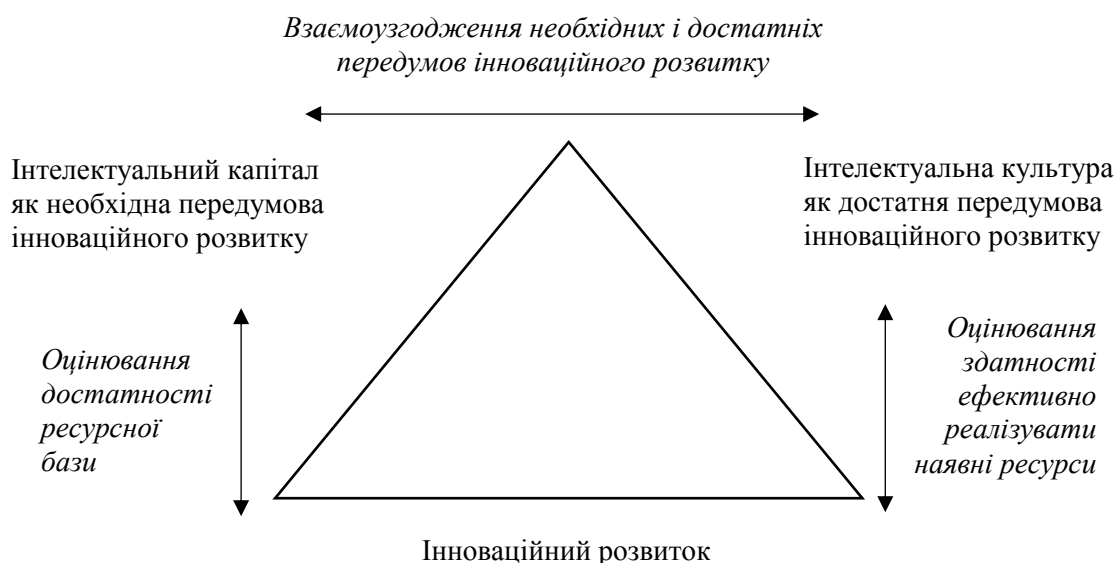 Взаємоузгодження необхідних і достатніх
передумов інноваційного розвитку
Інтелектуальний капітал
як необхідна передумова
інноваційного розвитку
Інтелектуальна культура
як достатня передумова
інноваційного розвитку
Оцінювання
достатності
ресурсної
бази
Оцінювання
здатності
ефективно
реалізувати
наявні ресурси
Інноваційний розвиток